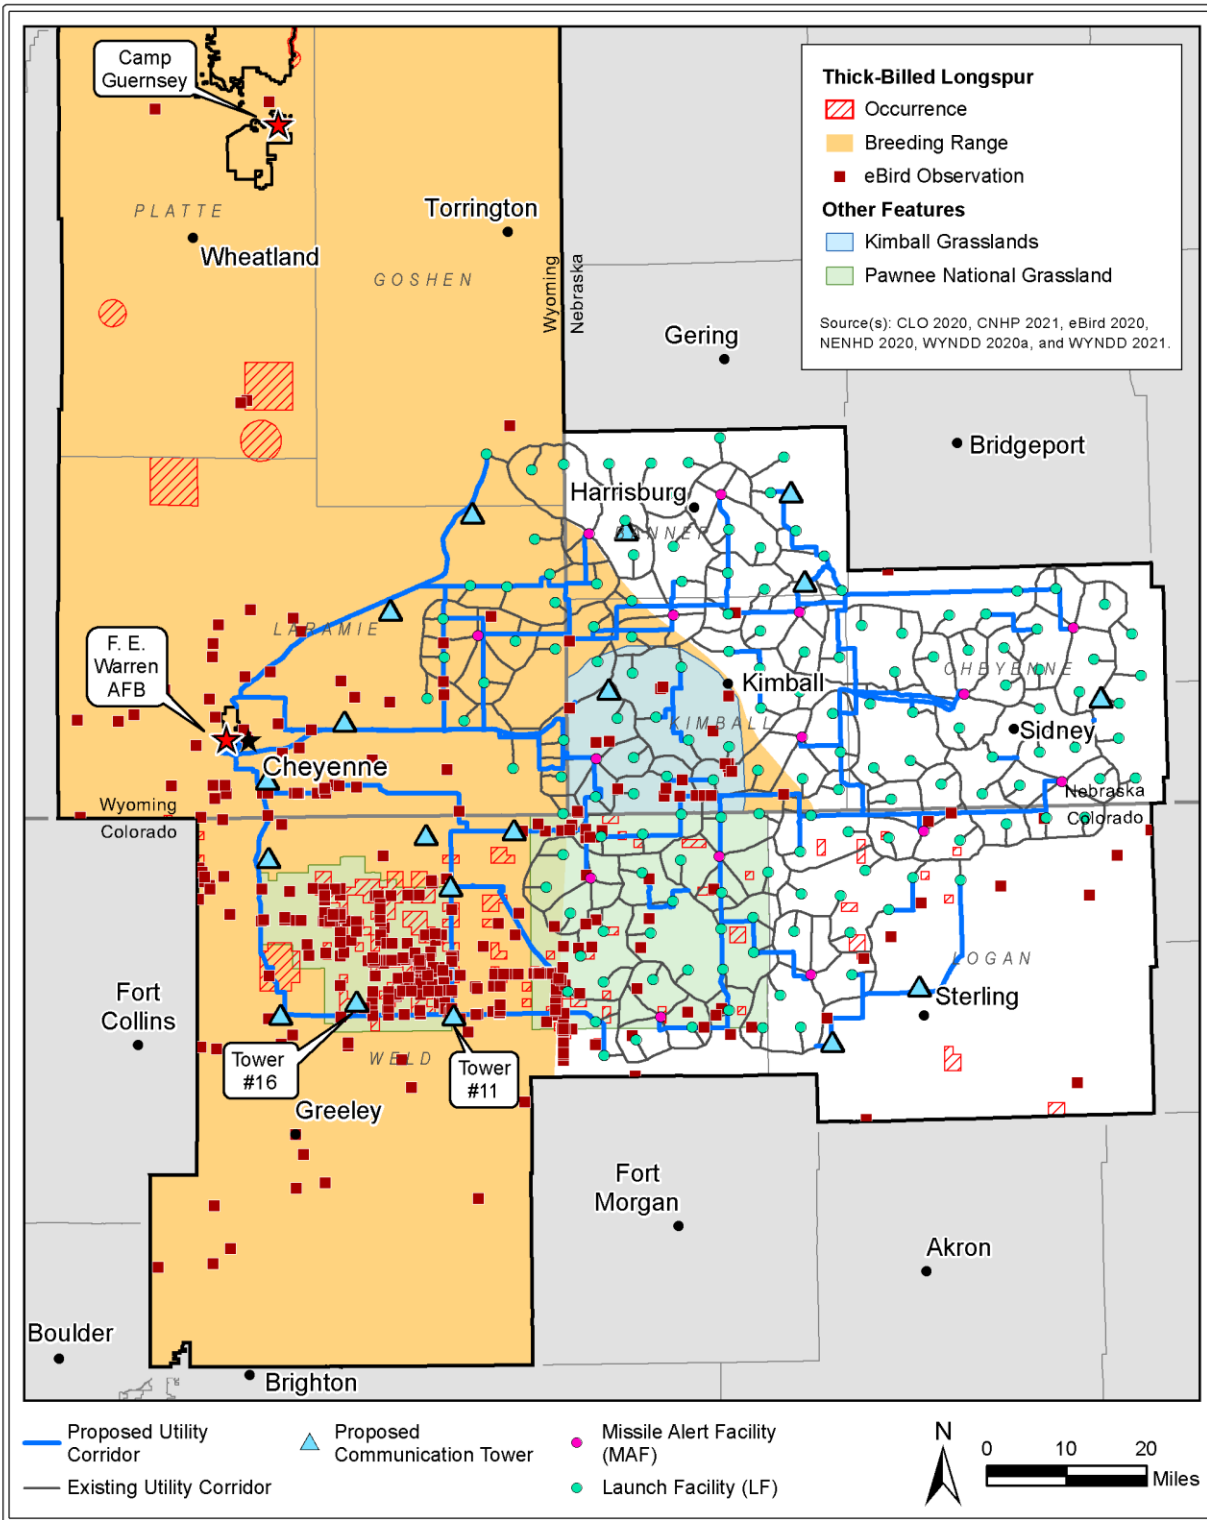 Camp
Guernsey
Thick-Billed Longspur
Occurrence
Breeding Range
eBird Observation
Other Features
Kimball Grasslands
Pawnee National Grassland
Source(s): CLO 2020, CNHP 2021, eBird 2020,
NENHD 2020, WYNDD 2020a, and WYNDD 2021.
PLATTE
Torrington
Wheatland
GOSHEN
Wyoming
Nebraska
Gering
Bridgeport
Harrisburg
BANNER
LARAMIE
F. E.
Warren
AFB
CHEYENNE
Kimball
KIMBALL
Sidney
Cheyenne
Wyoming
Colorado
Nebraska
Colorado
LOGAN
Fort
Collins
Sterling
Tower
#16
WELD
Tower
#11
Greeley
Fort
Morgan
Akron
Boulder
Brighton
Proposed Utility
Corridor
Existing Utility Corridor
Proposed
Communication Tower
Missile Alert Facility
(MAF)
Launch Facility (LF)
N
0 10 20
Miles